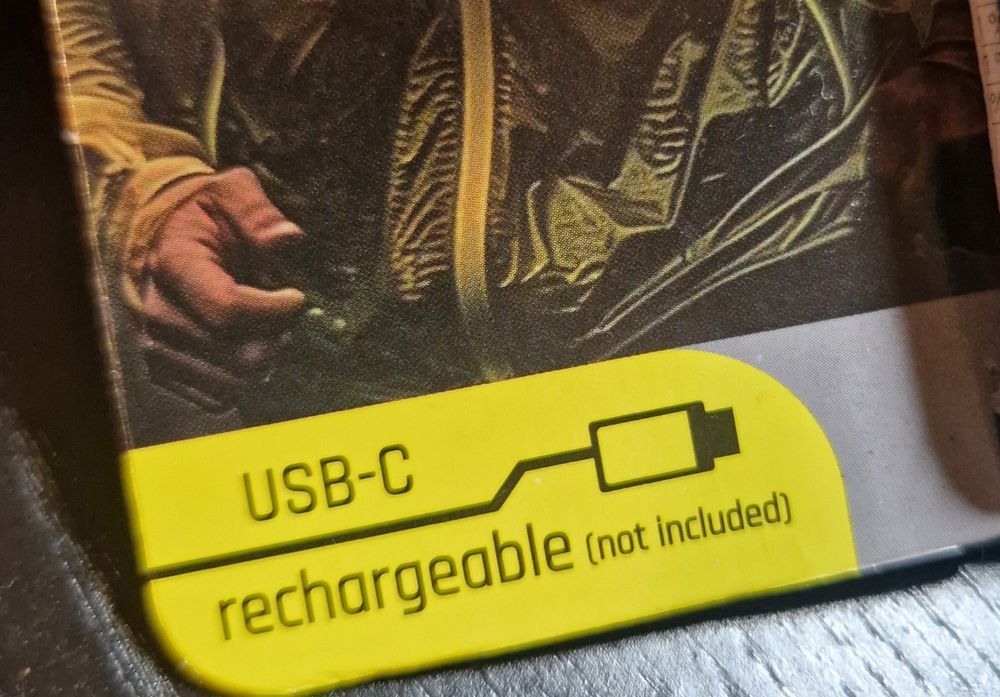 USB-C
rechargeable (not included)